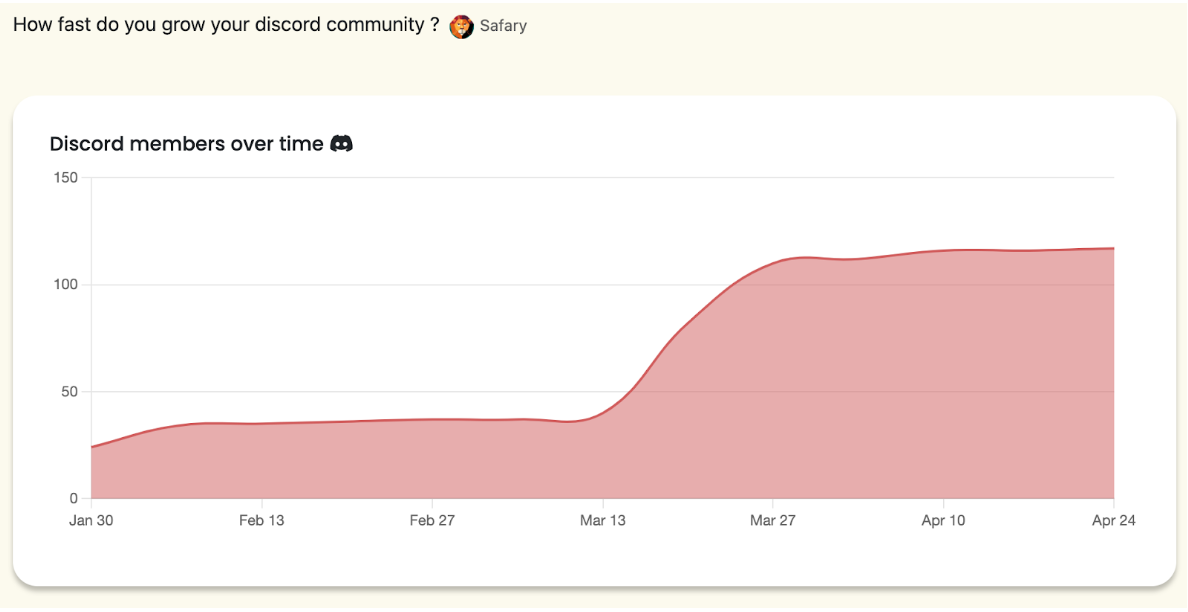 How fast do you grow your discord community ? Safary
Discord members over time
150
100
50
0
Jan 30 Feb 13 Feb 27 Mar 13 Mar 27 Apr 10 Apr 24